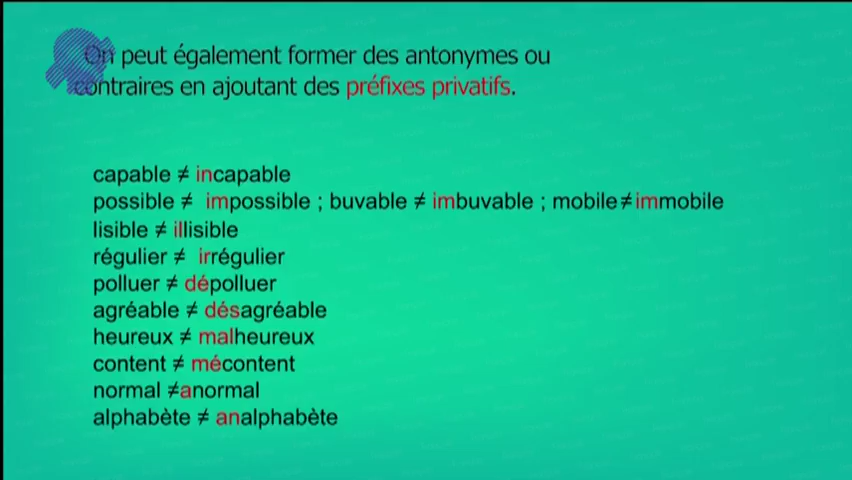 On peut également former des antonymes ou
contraires en ajoutant des préfixes privatifs.
capable ≠ incapable
possible ≠ impossible ; buvable ≠ imbuvable ; mobile ≠ immobile
lisible ≠ illisible
régulier ≠ irrégulier
polluer ≠ dépolluer
agréable ≠ désagréable
heureux ≠ malheureux
content ≠ mécontent
normal ≠anormal
alphabète ≠ analphabète